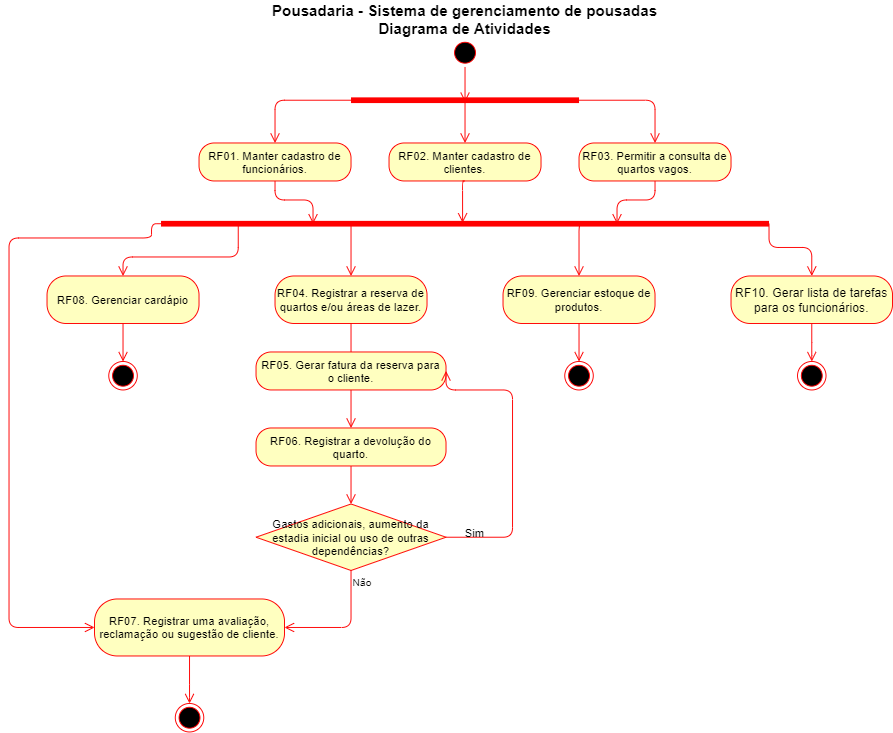 Pousadaria - Sistema de gerenciamento de pousadas
Diagrama de Atividades
RF01. Manter cadastro de
funcionários.
RF02. Manter cadastro de
clientes.
RF03. Permitir a consulta de
quartos vagos.
RF08. Gerenciar cardápio
RF04. Registrar a reserva de
quartos e/ou áreas de lazer.
RF09. Gerenciar estoque de
produtos.
RF10. Gerar lista de tarefas
para os funcionários.
RF05. Gerar fatura da reserva para
o cliente.
RF06. Registrar a devolução do
quarto.
Gastos adicionais, aumento da
estadia inicial ou uso de outras
dependências?
Sim
Não
RF07. Registrar uma avaliação,
reclamação ou sugestão de cliente.